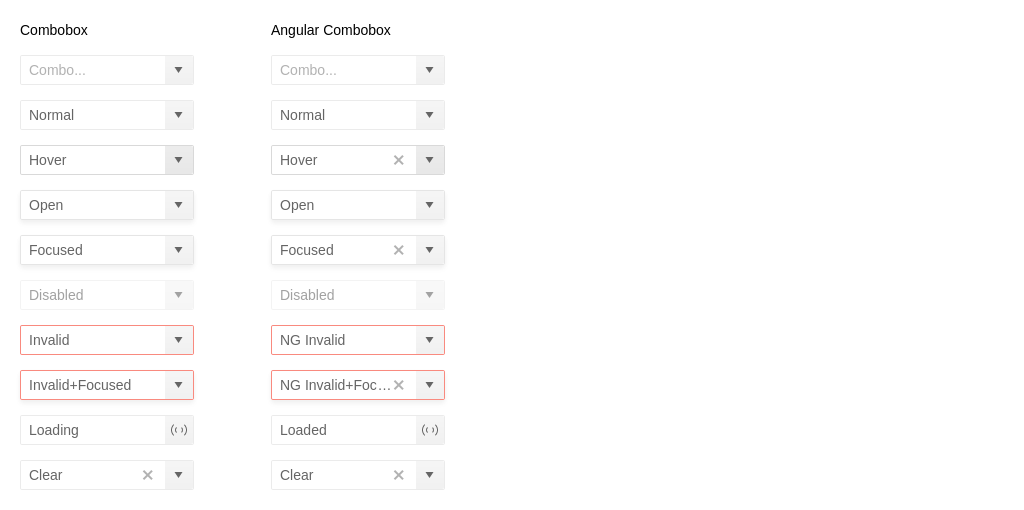 Combobox
Combo...
Normal
Hover
Open
Focused
Disabled
Invalid
Invalid+Focused
Loading
Clear
Angular Combobox
Combo...
Normal
Hover
Open
Focused
Disabled
NG Invalid
NG Invalid+Foc...
Loaded
Clear